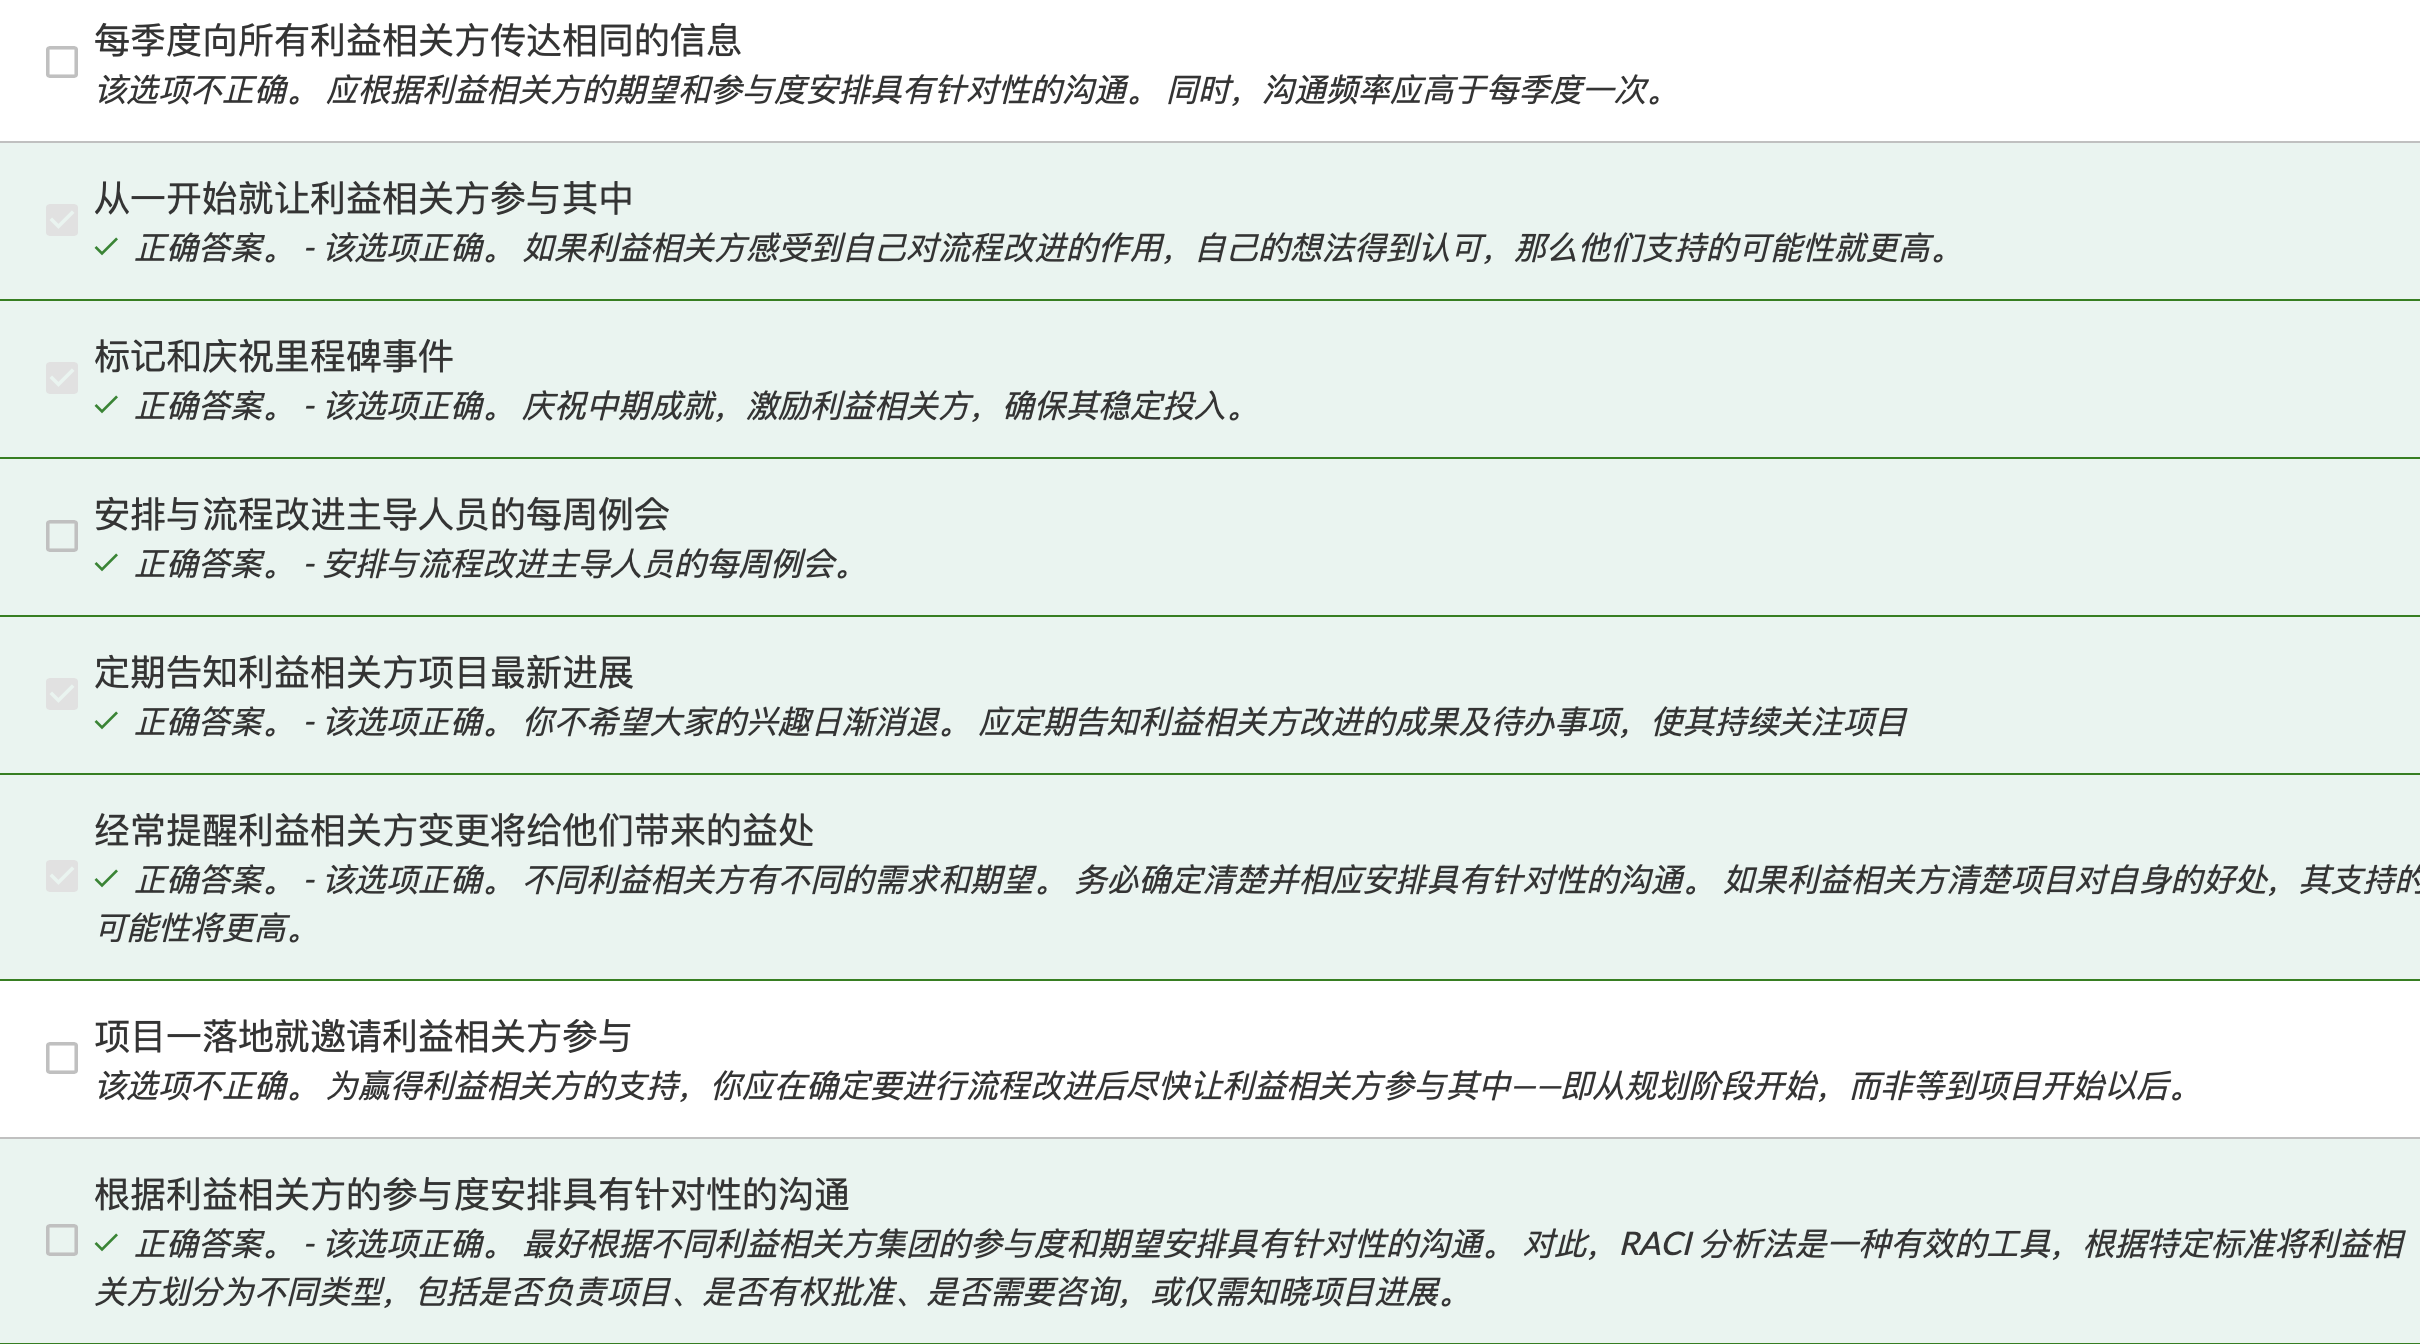 每季度向所有利益相关方传达相同的信息
该选项不正确。 应根据利益相关方的期望和参与度安排具有针对性的沟通。 同时，沟通频率应高于每季度一次。
从一开始就让利益相关方参与其中
正确答案。 - 该选项正确。 如果利益相关方感受到自己对流程改进的作用，自己的想法得到认可，那么他们支持的可能性就更高。
标记和庆祝里程碑事件
正确答案。 - 该选项正确。 庆祝中期成就，激励利益相关方，确保其稳定投入。
安排与流程改进主导人员的每周例会
正确答案。 - 安排与流程改进主导人员的每周例会。
定期告知利益相关方项目最新进展
正确答案。 - 该选项正确。 你不希望大家的兴趣日渐消退。 应定期告知利益相关方改进的成果及待办事项，使其持续关注项目
经常提醒利益相关方变更将给他们带来的益处
正确答案。 - 该选项正确。 不同利益相关方有不同的需求和期望。 务必确定清楚并相应安排具有针对性的沟通。 如果利益相关方清楚项目对自身的好处，其支持的
可能性将更高。
项目一落地就邀请利益相关方参与
该选项不正确。 为赢得利益相关方的支持，你应在确定要进行流程改进后尽快让利益相关方参与其中——即从规划阶段开始，而非等到项目开始以后。
根据利益相关方的参与度安排具有针对性的沟通
正确答案。 - 该选项正确。 最好根据不同利益相关方集团的参与度和期望安排具有针对性的沟通。 对此，RACI 分析法是一种有效的工具，根据特定标准将利益相
关方划分为不同类型，包括是否负责项目、是否有权批准、是否需要咨询，或仅需知晓项目进展。